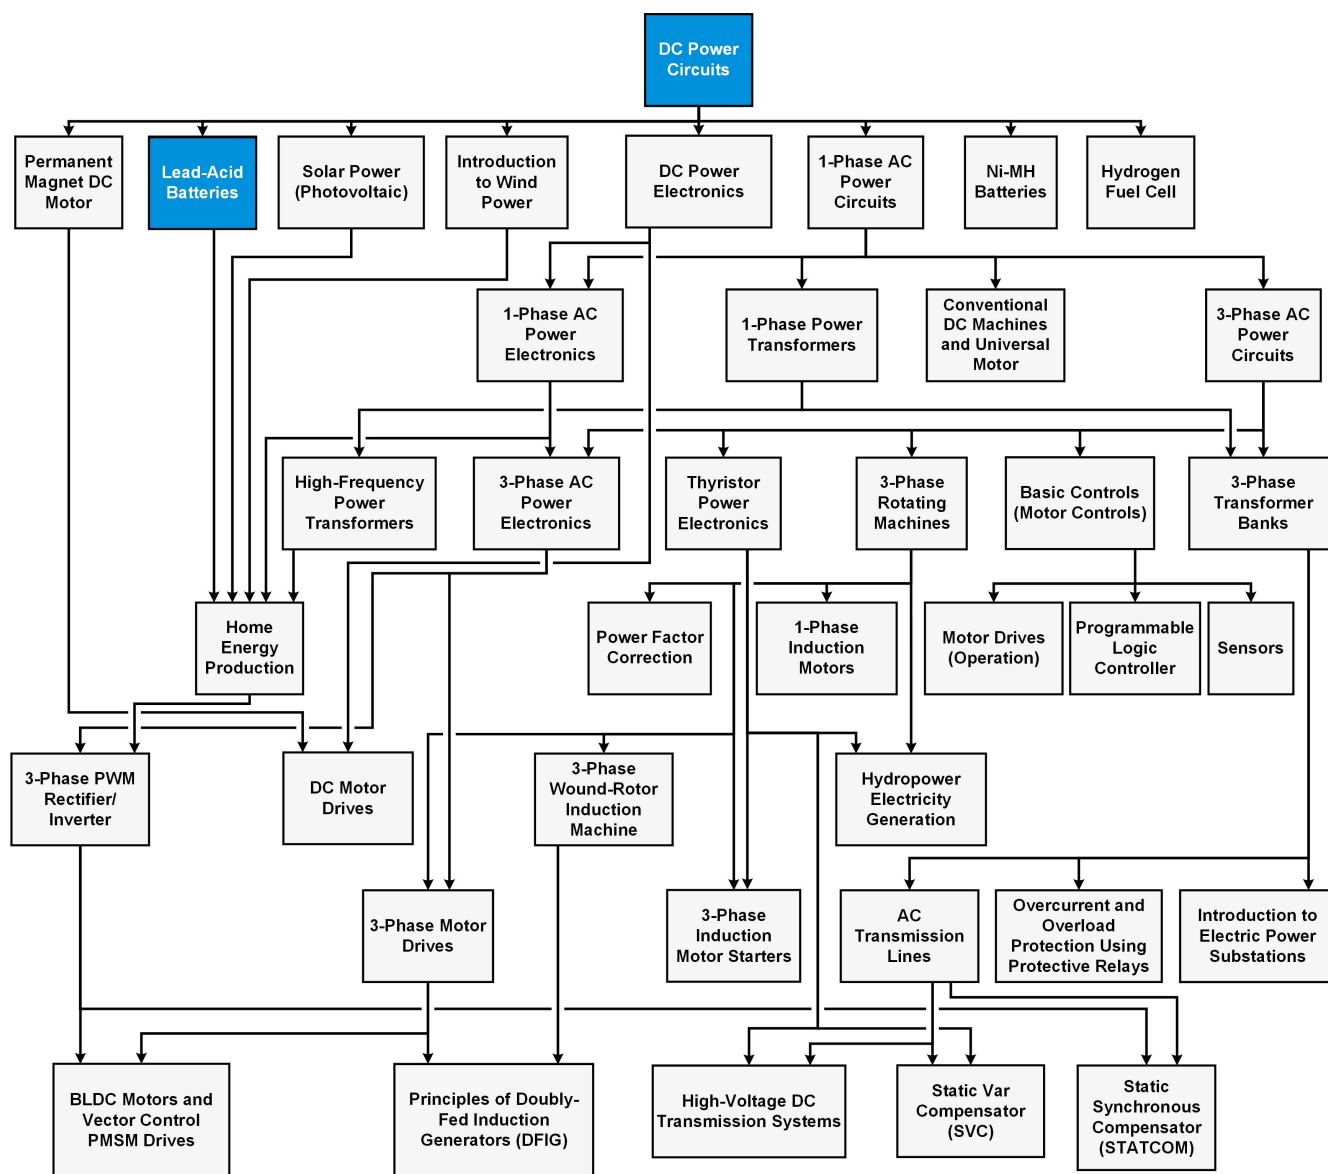 DC Power
Circuits
Permanent
Magnet DC
Motor
Lead-Acid
Batteries
Solar Power
(Photovoltaic)
Introduction
to Wind
Power
DC Power
Electronics
1-Phase AC
Power
Circuits
Ni-MH
Batteries
Hydrogen
Fuel Cell
1-Phase AC
Power
Electronics
1-Phase Power
Transformers
Conventional
DC Machines
and Universal
Motor
3-Phase AC
Power
Circuits
High-Frequency
Power
Transformers
3-Phase AC
Power
Electronics
Thyristor
Power
Electronics
3-Phase
Rotating
Machines
Basic Controls
(Motor Controls)
3-Phase
Transformer
Banks
Home
Energy
Production
Power Factor
Correction
1-Phase
Induction
Motors
Motor Drives
(Operation)
Programmable
Logic
Controller
Sensors
3-Phase PWM
Rectifier/
Inverter
DC Motor
Drives
3-Phase
Wound-Rotor
Induction
Machine
Hydropower
Electricity
Generation
3-Phase Motor
Drives
3-Phase
Induction
Motor Starters
AC
Transmission
Lines
Overcurrent and
Overload
Protection Using
Protective Relays
Introduction to
Electric Power
Substations
BLDC Motors and
Vector Control
PMSM Drives
Principles of Doubly-
Fed Induction
Generators (DFIG)
High-Voltage DC
Transmission Systems
Static Var
Compensator
(SVC)
Static
Synchronous
Compensator
(STATCOM)